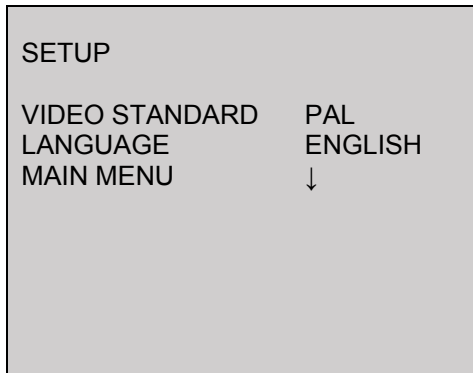 SETUP
VIDEO STANDARD PAL
LANGUAGE ENGLISH
MAIN MENU ↓